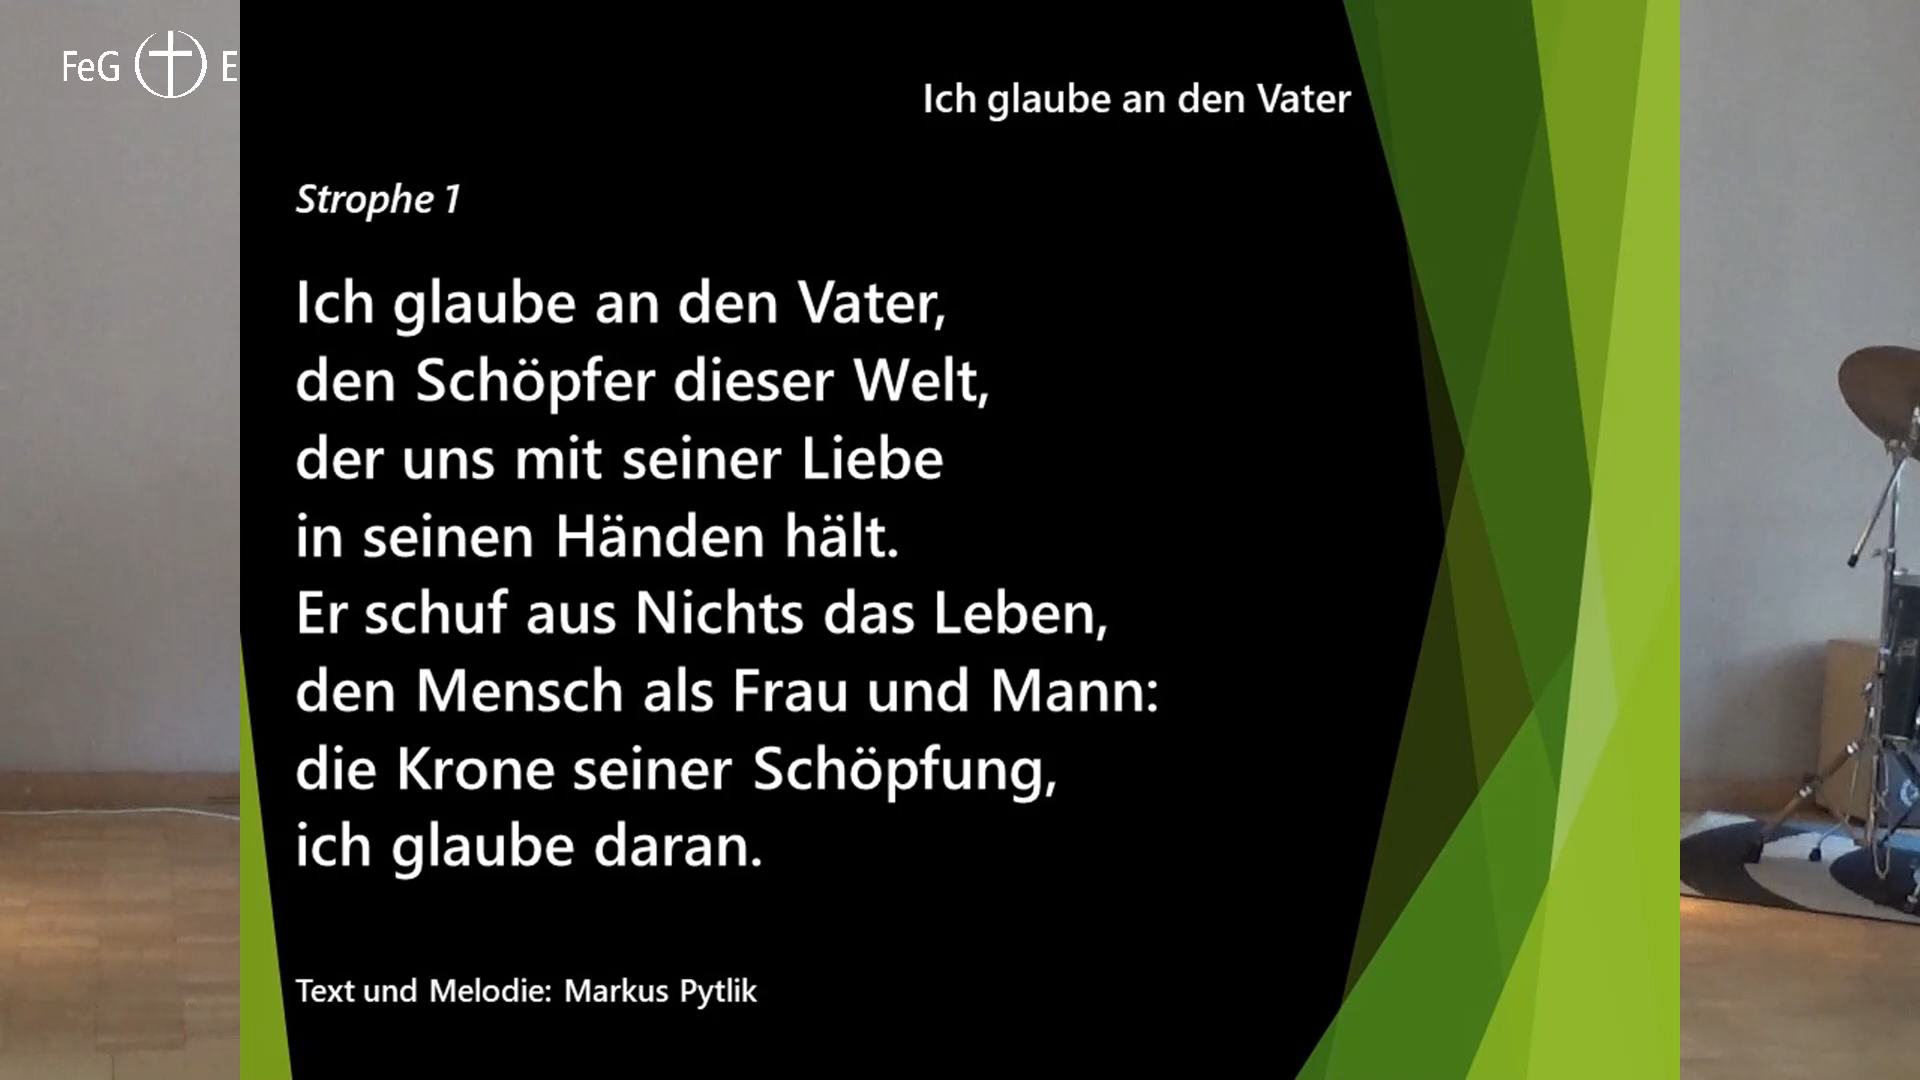 FeG E
Ich glaube an den Vater
Strophe 1
Ich glaube an den Vater,
den Schöpfer dieser Welt,
der uns mit seiner Liebe
in seinen Händen hält.
Er schuf aus Nichts das Leben,
den Mensch als Frau und Mann:
die Krone seiner Schöpfung,
ich glaube daran.
Text und Melodie: Markus Pytlik